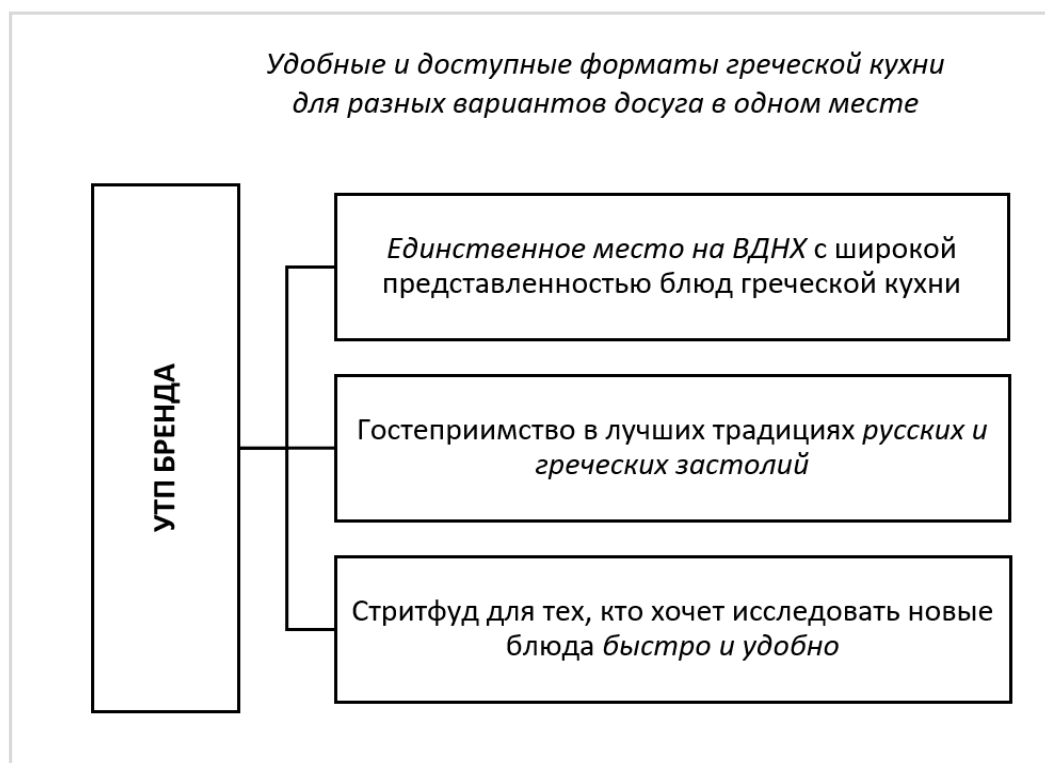 Удобные и доступные форматы греческой кухни
для разных вариантов досуга в одном месте
УТП БРЕНДА
Единственное место на ВДНХ с широкой
представленностью блюд греческой кухни
Гостеприимство в лучших традициях русских и
греческих застолий
Стритфуд для тех, кто хочет исследовать новые
блюда быстро и удобно